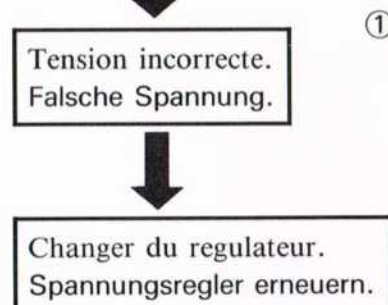 ①
Tension incorrecte.
Falsche Spannung.
Changer du regulateur.
Spannungsregler erneuern.